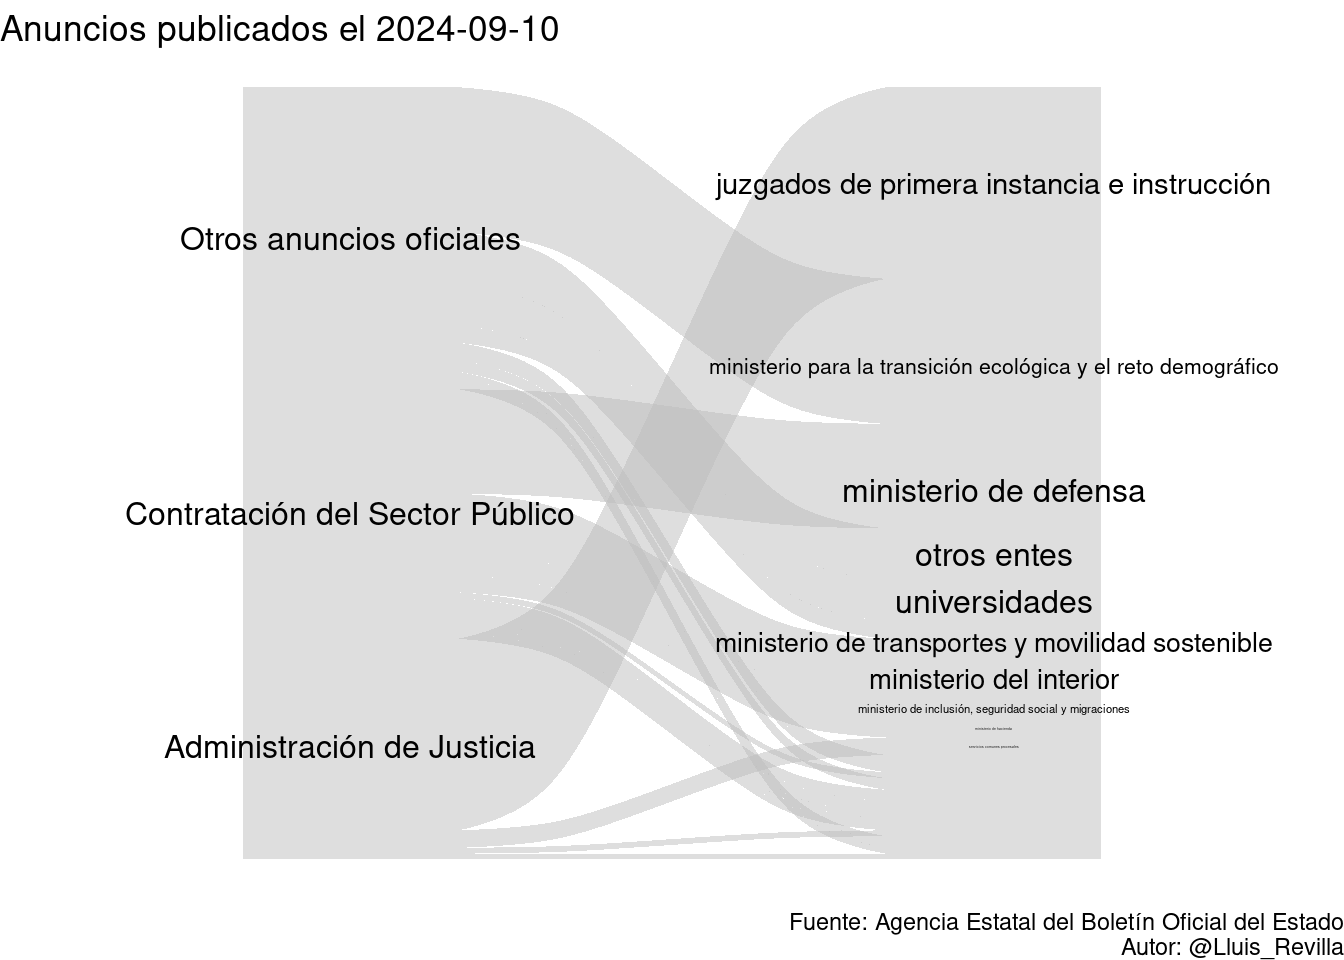 Anuncios publicados el 2024-09-10
juzgados de primera instancia e instrucción
Otros anuncios oficiales
ministerio para la transición ecológica y el reto demográfico
ministerio de defensa
Contratación del Sector Público
otros entes
universidades
ministerio de transportes y movilidad sostenible
ministerio del interior
ministerio de inclusión, seguridad social y migraciones
ministerio de hacienda
Administración de Justicia
servicios comunes procesales
Fuente: Agencia Estatal del Boletín Oficial del Estado
Autor: @Lluis_Revilla